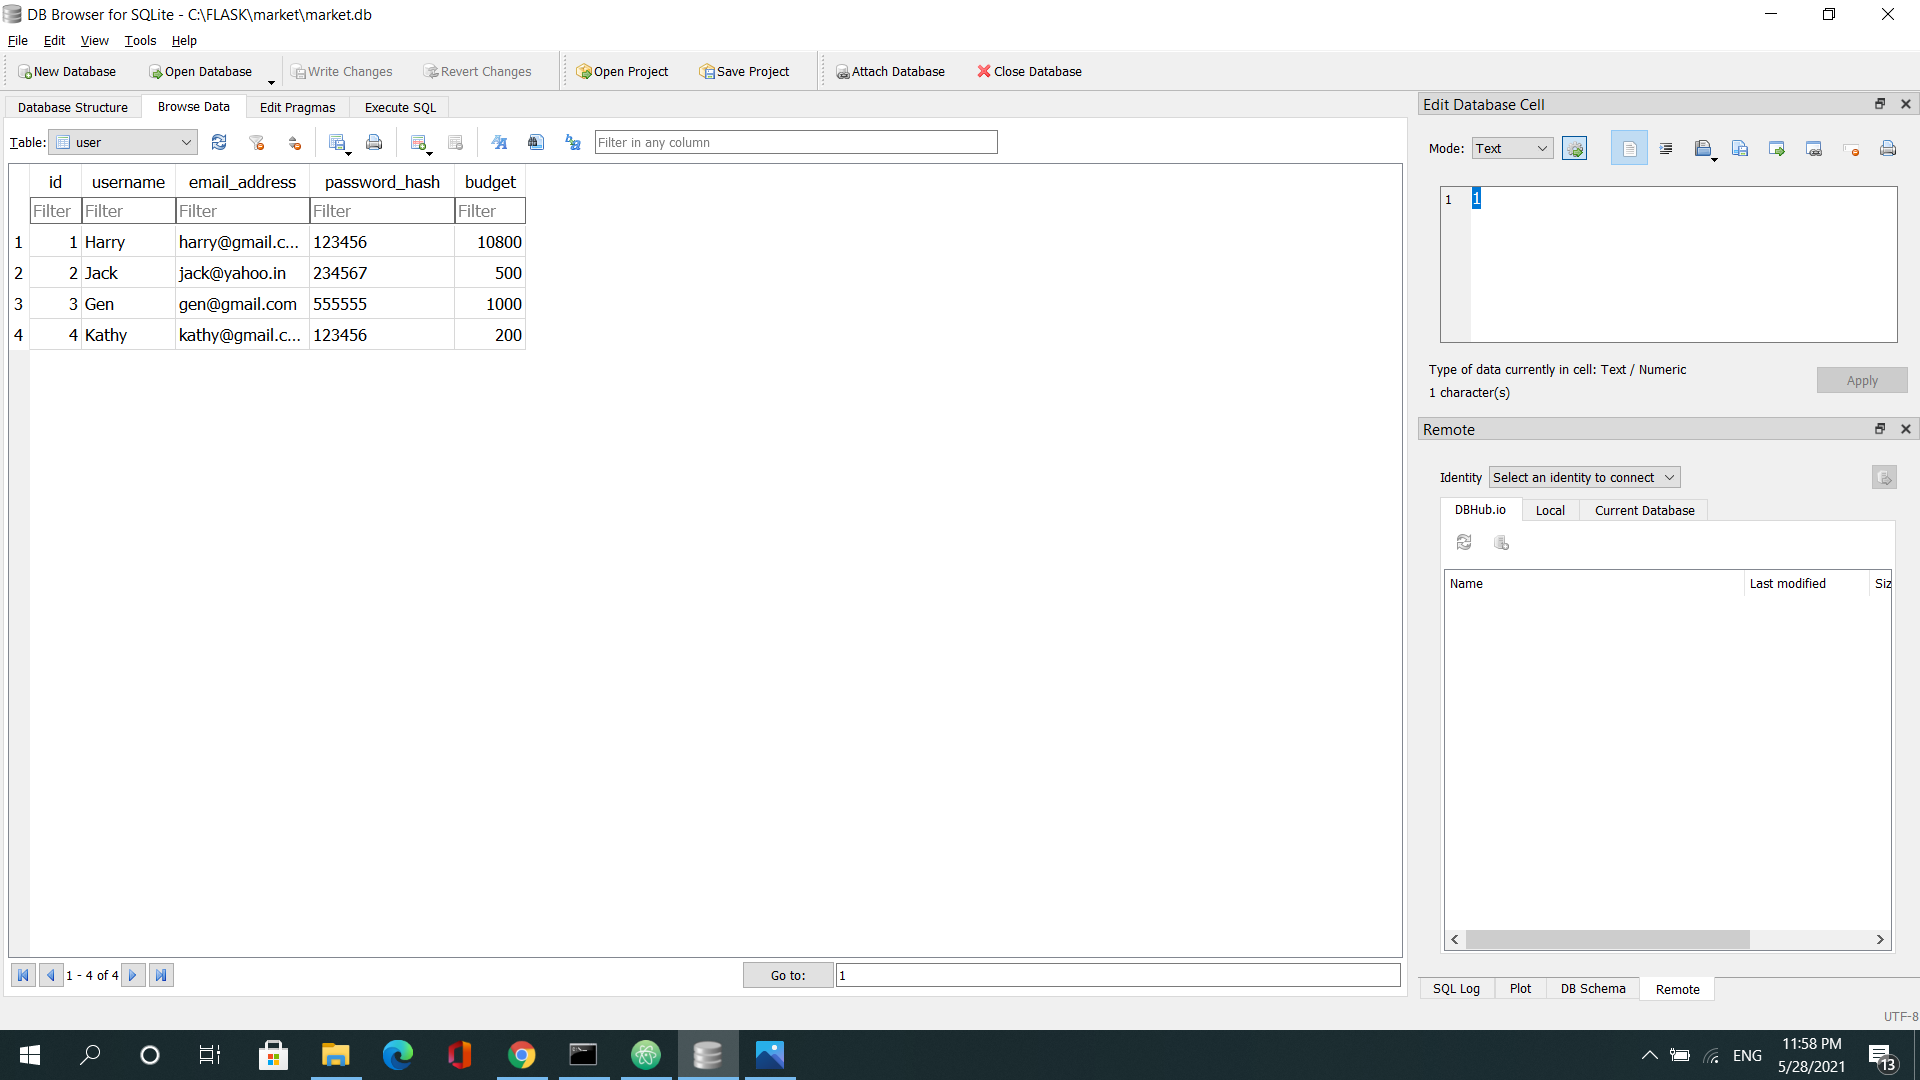 DB Browser for SQLite - C:\FLASK\market\market.db
File Edit View Tools Help
New Database Open Database Write Changes Revert Changes Open Project Save Project Attach Database Close Database
Database Structure Browse Data Edit Pragmas Execute SQL
Table: user Filter in any column
id username email_address password_hash budget
Filter Filter Filter Filter Filter
1 1 Harry harry@gmail.c... 123456 10800
2 2 Jack jack@yahoo.in 234567 500
3 3 Gen gen@gmail.com 555555 1000
4 4 Kathy kathy@gmail.c... 123456 200
1 - 4 of 4 Go to: 1
Edit Database Cell
Mode: Text
1 1
Type of data currently in cell: Text / Numeric
1 character(s)
Apply
Remote
Identity Select an identity to connect
DBHub.io Local Current Database
Name Last modified Siz
SQL Log Plot DB Schema Remote
UTF-8
ENG 11:58 PM
5/28/2021
13